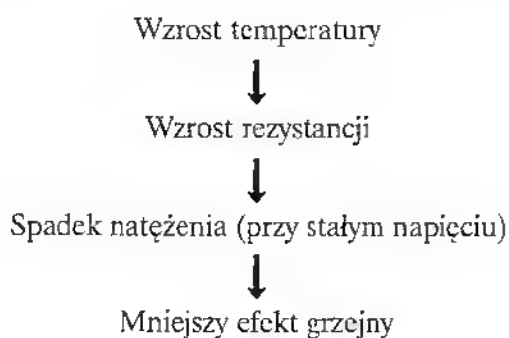 Wzrost temperatury
Wzrost rezystancji
Spadek natężenia (przy stałym napięciu)
Mniejszy efekt grzejny